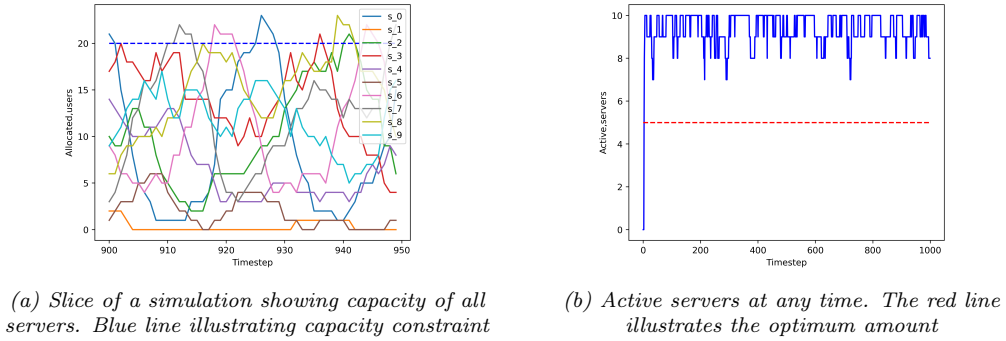 s_0
s_1
s_2
s_3
s_4
s_5
s_6
s_7
s_8
s_9
20
15
10
5
0
Allocated,users
900
910
920
930
940
950
Timestep
10
8
6
4
2
0
Active,servers
0
200
400
600
800
1000
Timestep
(a) Slice of a simulation showing capacity of all
servers. Blue line illustrating capacity constraint
(b) Active servers at any time. The red line
illustrates the optimum amount